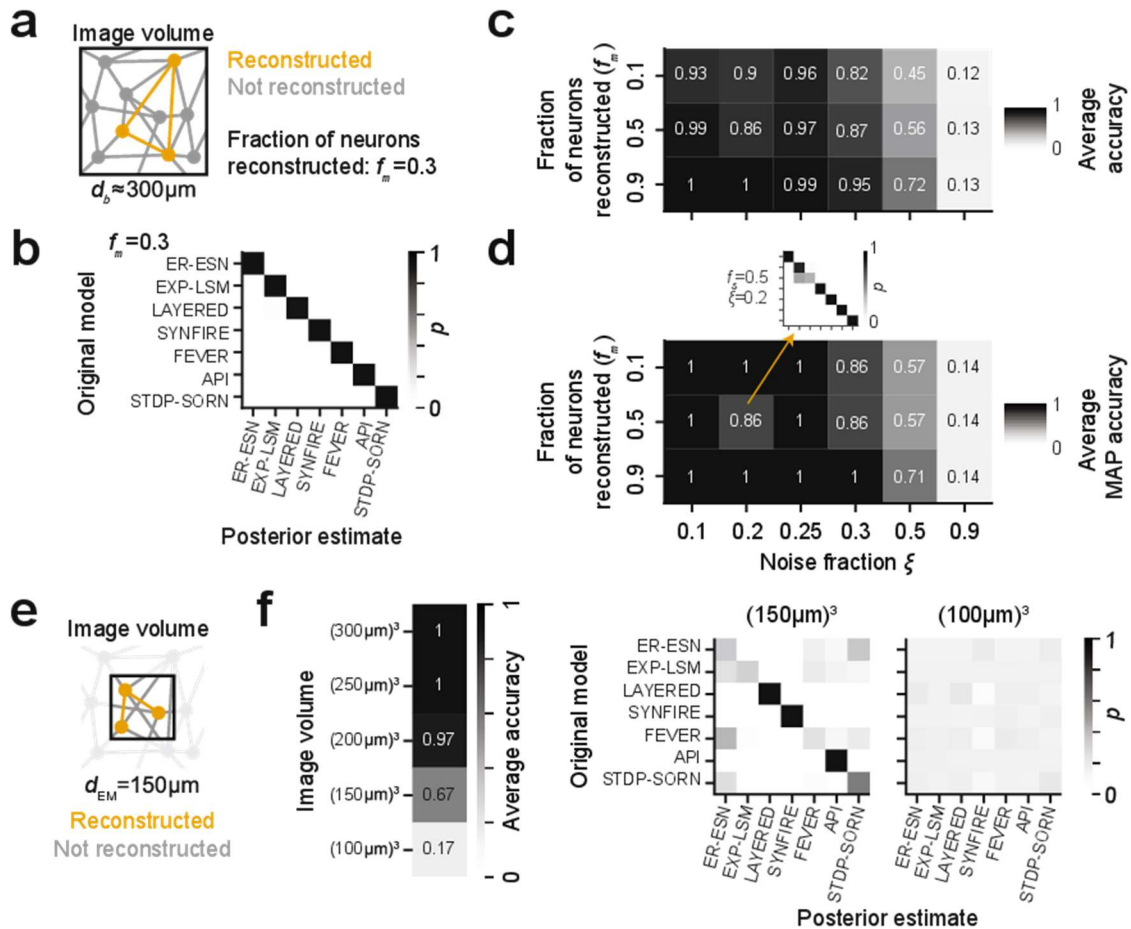 a
Image volume
Reconstructed
Not reconstructed
Fraction of neurons
reconstructed: fm=0.3
db≈300µm
b
fm=0.3
Original model
ER-ESN
EXP-LSM
LAYERED
SYNFIRE
FEVER
API
STDP-SORN
1
p
0
ER-ESN
EXP-LSM
LAYERED
SYNFIRE
FEVER
API
STDP-SORN
Posterior estimate
c
Fraction
of neurons
reconstructed (fm)
0.1
0.5
0.9
0.93 0.9 0.96 0.82 0.45 0.12
0.99 0.86 0.97 0.87 0.56 0.13
1 1 0.99 0.95 0.72 0.13
1
0
Average
accuracy
d
fs=0.5
ξ=0.2
1
p
0
Fraction
of neurons
reconstructed (fm)
0.1
0.5
0.9
1 1 1 0.86 0.57 0.14
1 0.86 1 0.86 0.57 0.14
1 1 1 1 0.71 0.14
0.1 0.2 0.25 0.3 0.5 0.9
Noise fraction ξ
1
0
Average
MAP accuracy
e
Image volume
dEM=150µm
Reconstructed
Not reconstructed
f
Image volume
(300µm)³ 1
(250µm)³ 1
(200µm)³ 0.97
(150µm)³ 0.67
(100µm)³ 0.17
1
Average accuracy
0
(150µm)³
(100µm)³
Original model
ER-ESN
EXP-LSM
LAYERED
SYNFIRE
FEVER
API
STDP-SORN
ER-ESN
EXP-LSM
LAYERED
SYNFIRE
FEVER
API
STDP-SORN
ER-ESN
EXP-LSM
LAYERED
SYNFIRE
FEVER
API
STDP-SORN
1
p
0
Posterior estimate